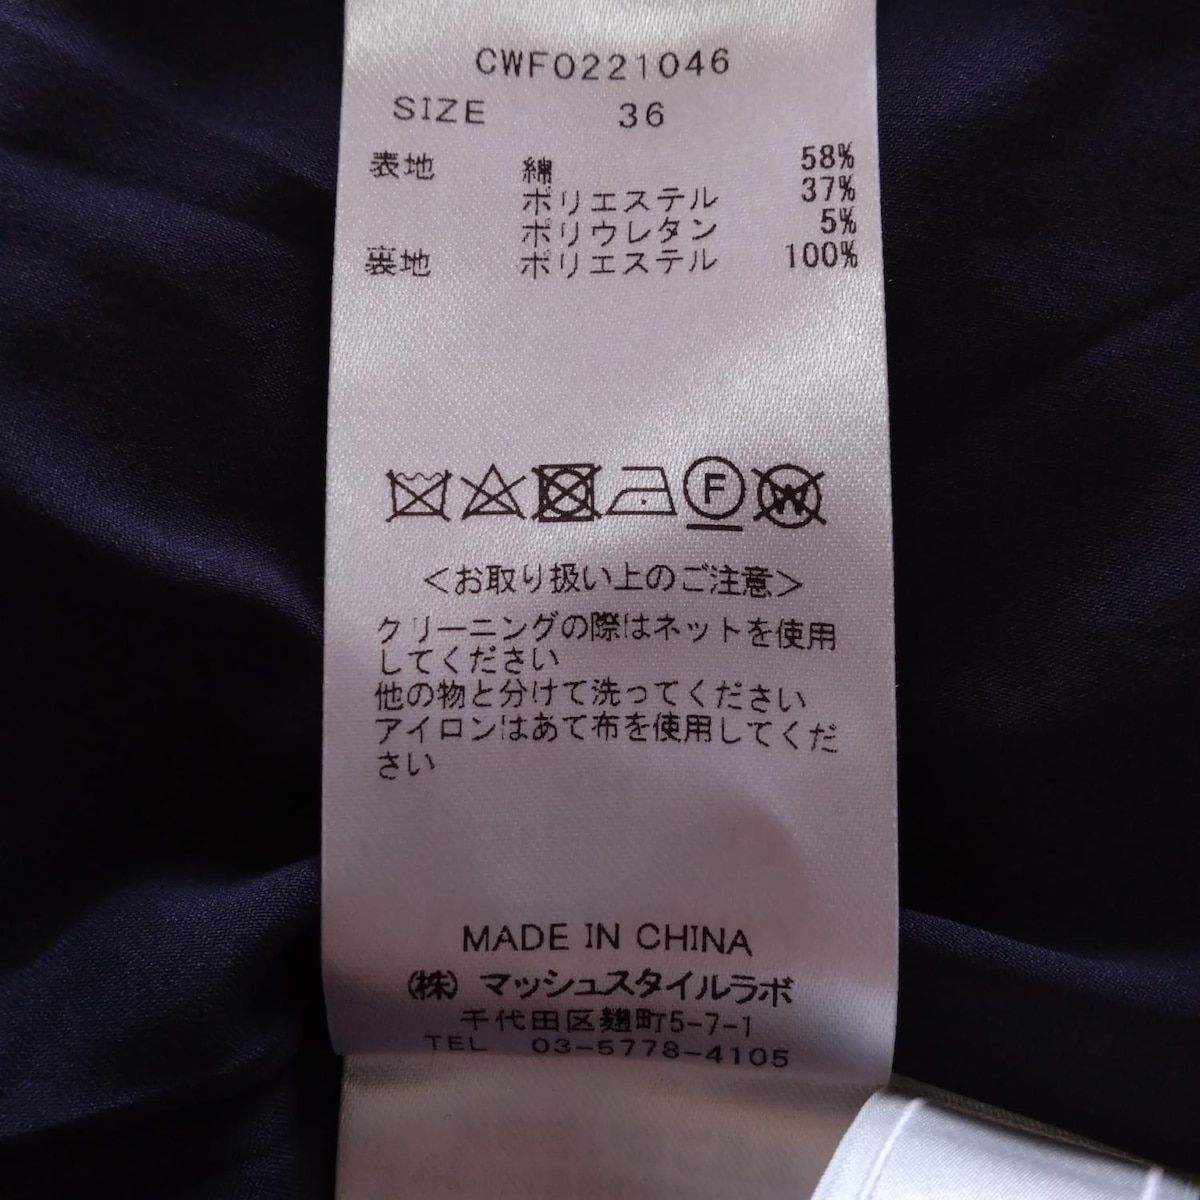 CWF0221046
SIZE 36
表地 綿 58%
ポリエステル 37%
ポリウレタン 5%
裏地 ポリエステル 100%
F W
<お取り扱い上のご注意>
クリーニングの際はネットを使用
してください
他の物と分けて洗ってください
アイロンはあて布を使用してくだ
さい
MADE IN CHINA
(株) マッシュスタイルラボ
千代田区麹町5-7-1
TEL 03-5778-4105